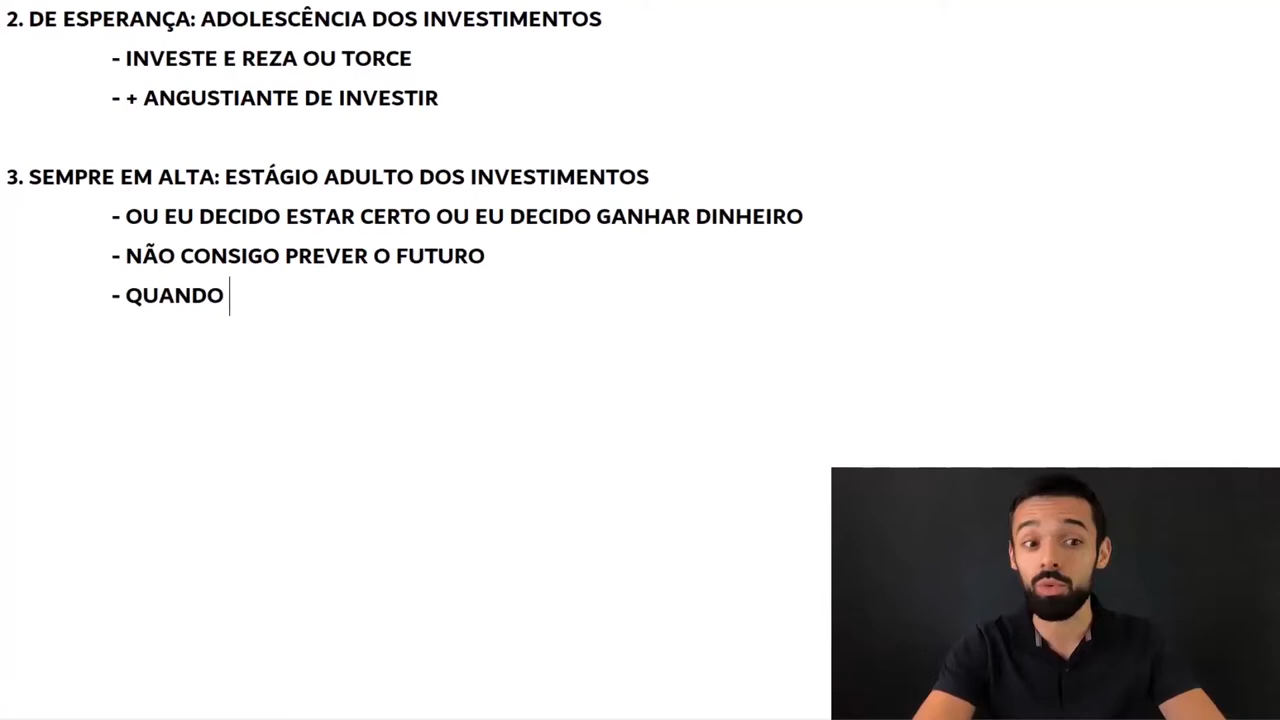 2. DE ESPERANÇA: ADOLESCÊNCIA DOS INVESTIMENTOS
- INVESTE E REZA OU TORCE
- + ANGUSTIANTE DE INVESTIR
3. SEMPRE EM ALTA: ESTÁGIO ADULTO DOS INVESTIMENTOS
- OU EU DECIDO ESTAR CERTO OU EU DECIDO GANHAR DINHEIRO
- NÃO CONSIGO PREVER O FUTURO
- QUANDO